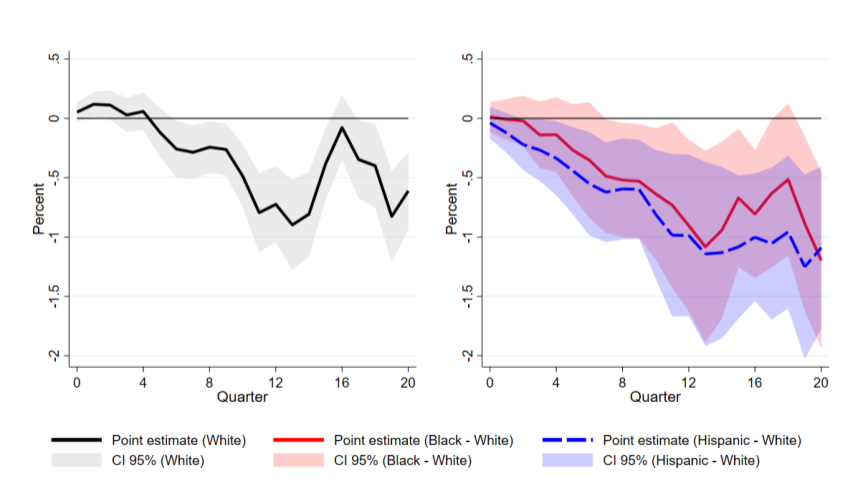 .5
0
-.5
-1
-1.5
-2
Percent
0 4 8 12 16 20
Quarter
.5
0
-.5
-1
-1.5
-2
Percent
0 4 8 12 16 20
Quarter
Point estimate (White) Point estimate (Black - White) Point estimate (Hispanic - White)
CI 95% (White) CI 95% (Black - White) CI 95% (Hispanic - White)